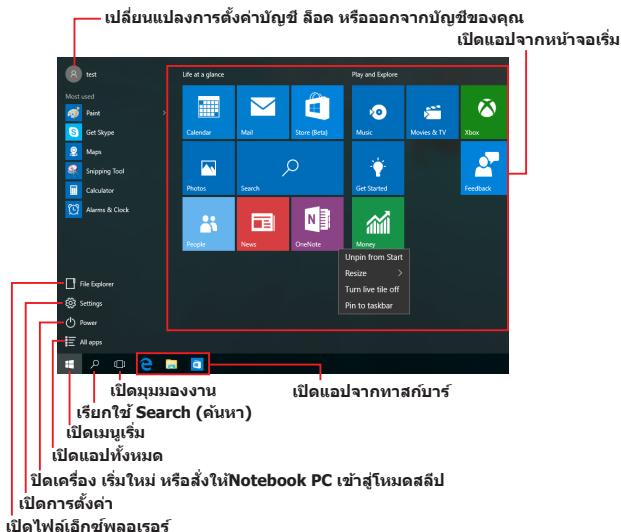 เปลี่ยนแปลงการตั้งค่าบัญชี ล็อค หรือออกจากบัญชีของคุณ
เปิดแอปจากหน้าจอเริ่ม
test
Life at a glance
Play and Explore
Most used
Paint
Get Skype
Maps
Snipping Tool
Calculator
Alarms & Clock
Calendar
Mail
Store (Beta)
Music
Movies & TV
Xbox
Photos
Search
Get Started
Feedback
People
News
OneNote
Money
Unpin from Start
Resize
Turn live tile off
Pin to taskbar
File Explorer
Settings
Power
All apps
เปิดมุมมองงาน
เปิดแอปจากทาสก์บาร์
เรียกใช้ Search (ค้นหา)
เปิดเมนูเริ่ม
เปิดแอปทั้งหมด
ปิดเครื่อง เริ่มใหม่ หรือสั่งให้Notebook PC เข้าสู่โหมดสลีป
เปิดการตั้งค่า
เปิดไฟล์เอ็กซ์พลอเรอร์